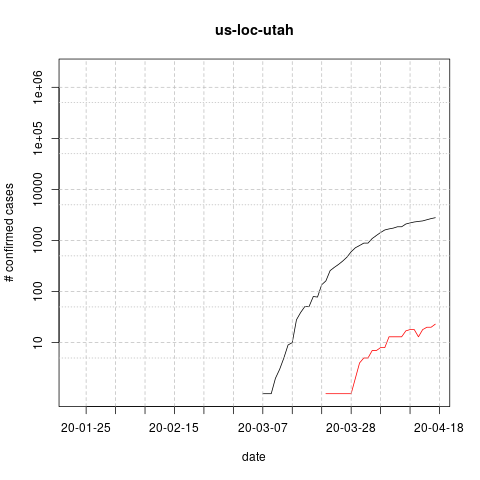 us-loc-utah
# confirmed cases
1e+06
1e+05
10000
1000
100
10
20-01-25
20-02-15
20-03-07
20-03-28
20-04-18
date